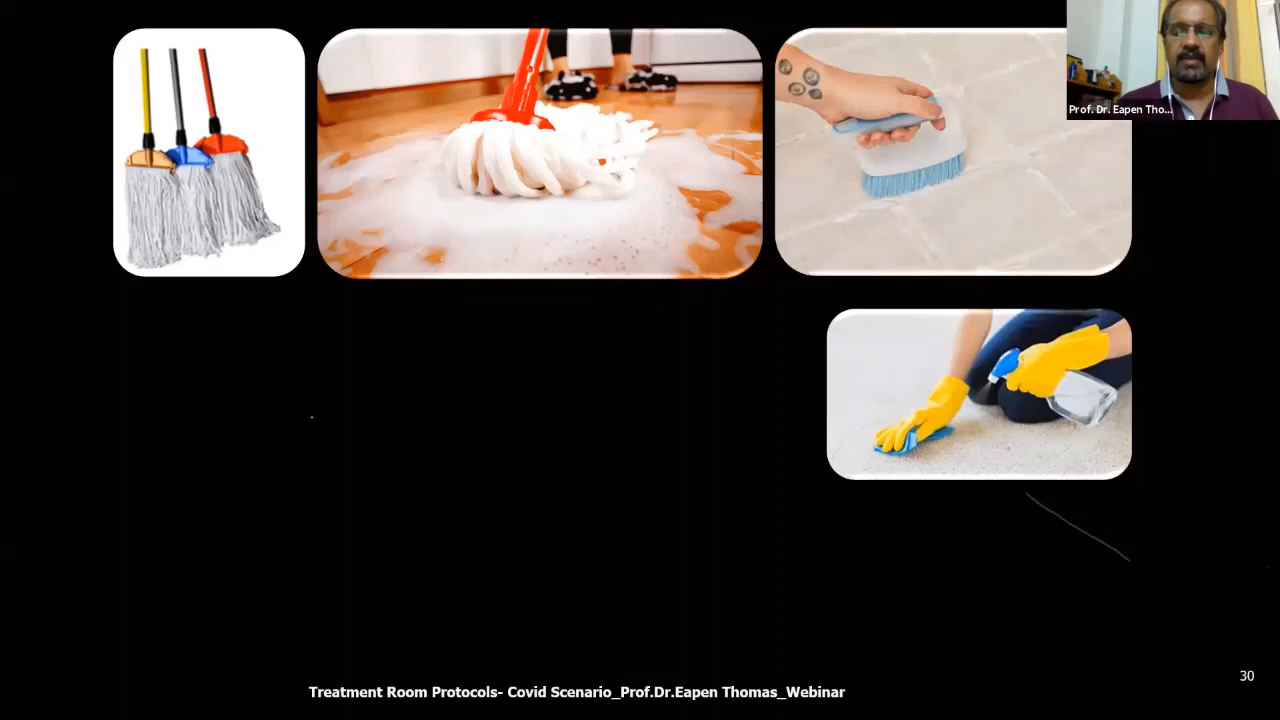 Prof. Dr. Eapen Tho...
30
Treatment Room Protocols- Covid Scenario_Prof.Dr.Eapen Thomas_Webinar